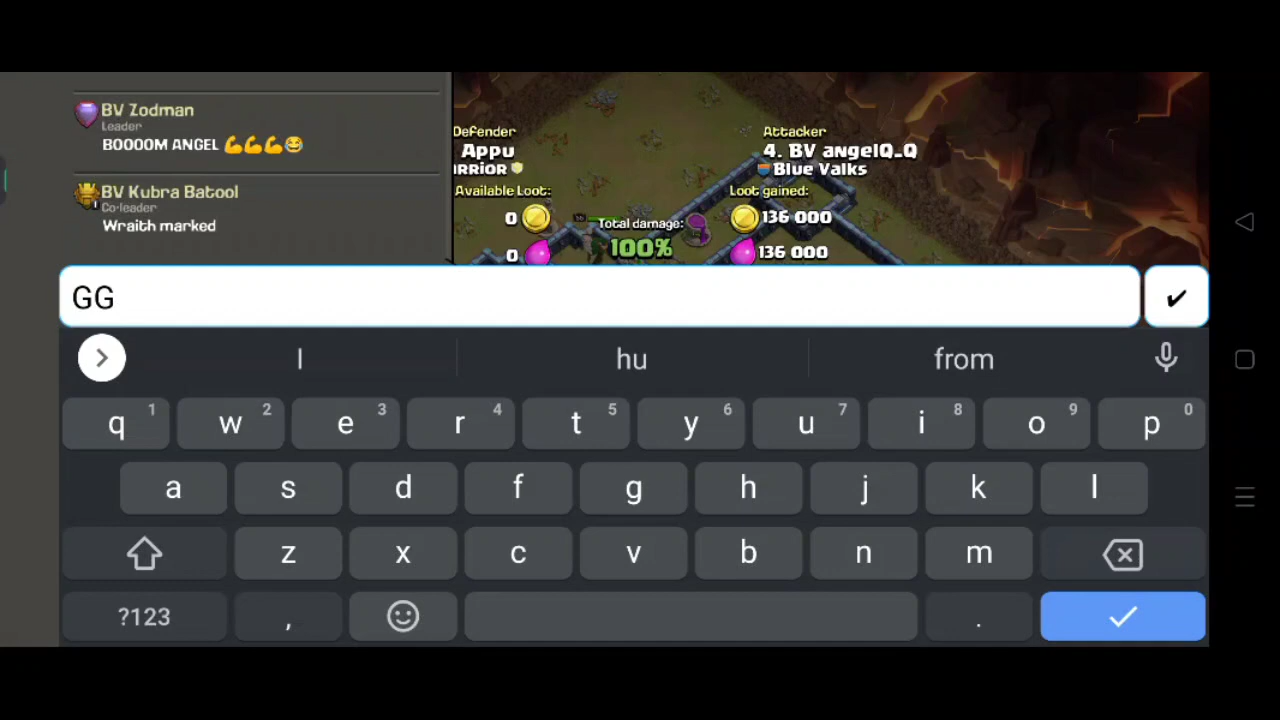 BV Zodman
Leader
BOOOOM ANGEL 💪💪💪😂
BV Kubra Batool
Co-leader
Wraith marked
Defender
Appu
Available Loot:
0
0
Total damage:
100%
Attacker
4. BV angelQ_Q
Blue Valks
Loot gained:
136 000
136 000
GG
✔
I hu from
q 1 w 2 e 3 r 4 t 5 y 6 u 7 i 8 o 9 p 0
a s d f g h j k l
z x c v b n m
?123 , .